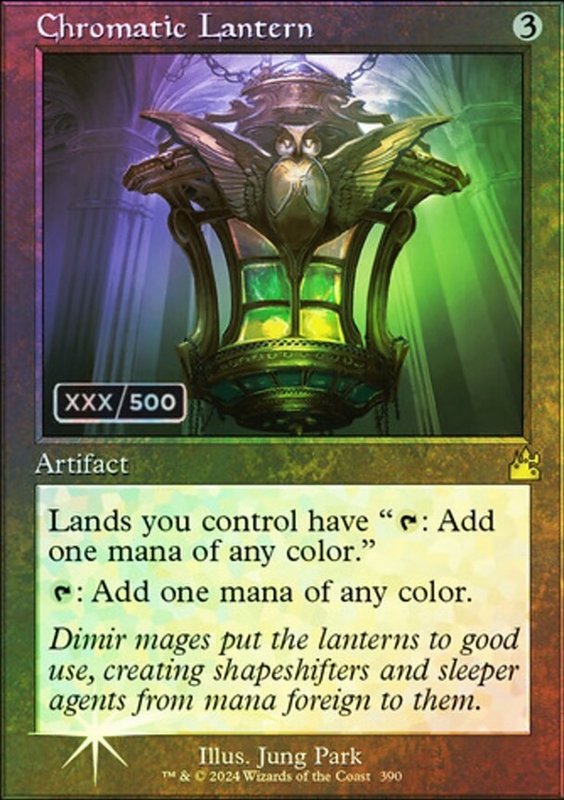 Chromatic Lantern 3
XXX/500
Artifact
Lands you control have “ : Add
one mana of any color.”
: Add one mana of any color.
Dimir mages put the lanterns to good
use, creating shapeshifters and sleeper
agents from mana foreign to them.
Illus. Jung Park
™ & © 2024 Wizards of the Coast 390